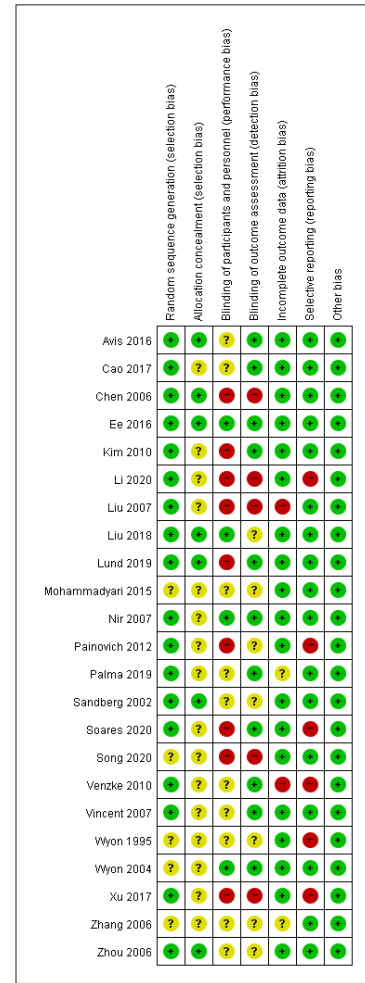 Random sequence generation (selection bias)
Allocation concealment (selection bias)
Blinding of participants and personnel (performance bias)
Blinding of outcome assessment (detection bias)
Incomplete outcome data (attrition bias)
Selective reporting (reporting bias)
Other bias
Avis 2016 + + ? + + + +
Cao 2017 + ? ? + + + +
Chen 2006 + + - - + + +
Ee 2016 + + + + + + +
Kim 2010 + ? - + + + +
Li 2020 + ? - - + - +
Liu 2007 + ? - - - + +
Liu 2018 + + + ? + + +
Lund 2019 + + - + + + +
Mohammadyari 2015 ? ? ? ? + + +
Nir 2007 + ? + + + + +
Painovich 2012 + ? - ? + - +
Palma 2019 + ? ? + ? + +
Sandberg 2002 + + ? ? + + +
Soares 2020 + ? - + + - +
Song 2020 ? ? - - + + +
Venzke 2010 + ? ? + - - +
Vincent 2007 + ? ? + + + +
Wyon 1995 ? ? ? ? + - +
Wyon 2004 ? ? + + + + +
Xu 2017 + ? - - + - +
Zhang 2006 ? ? ? ? ? + +
Zhou 2006 + + ? ? + + +